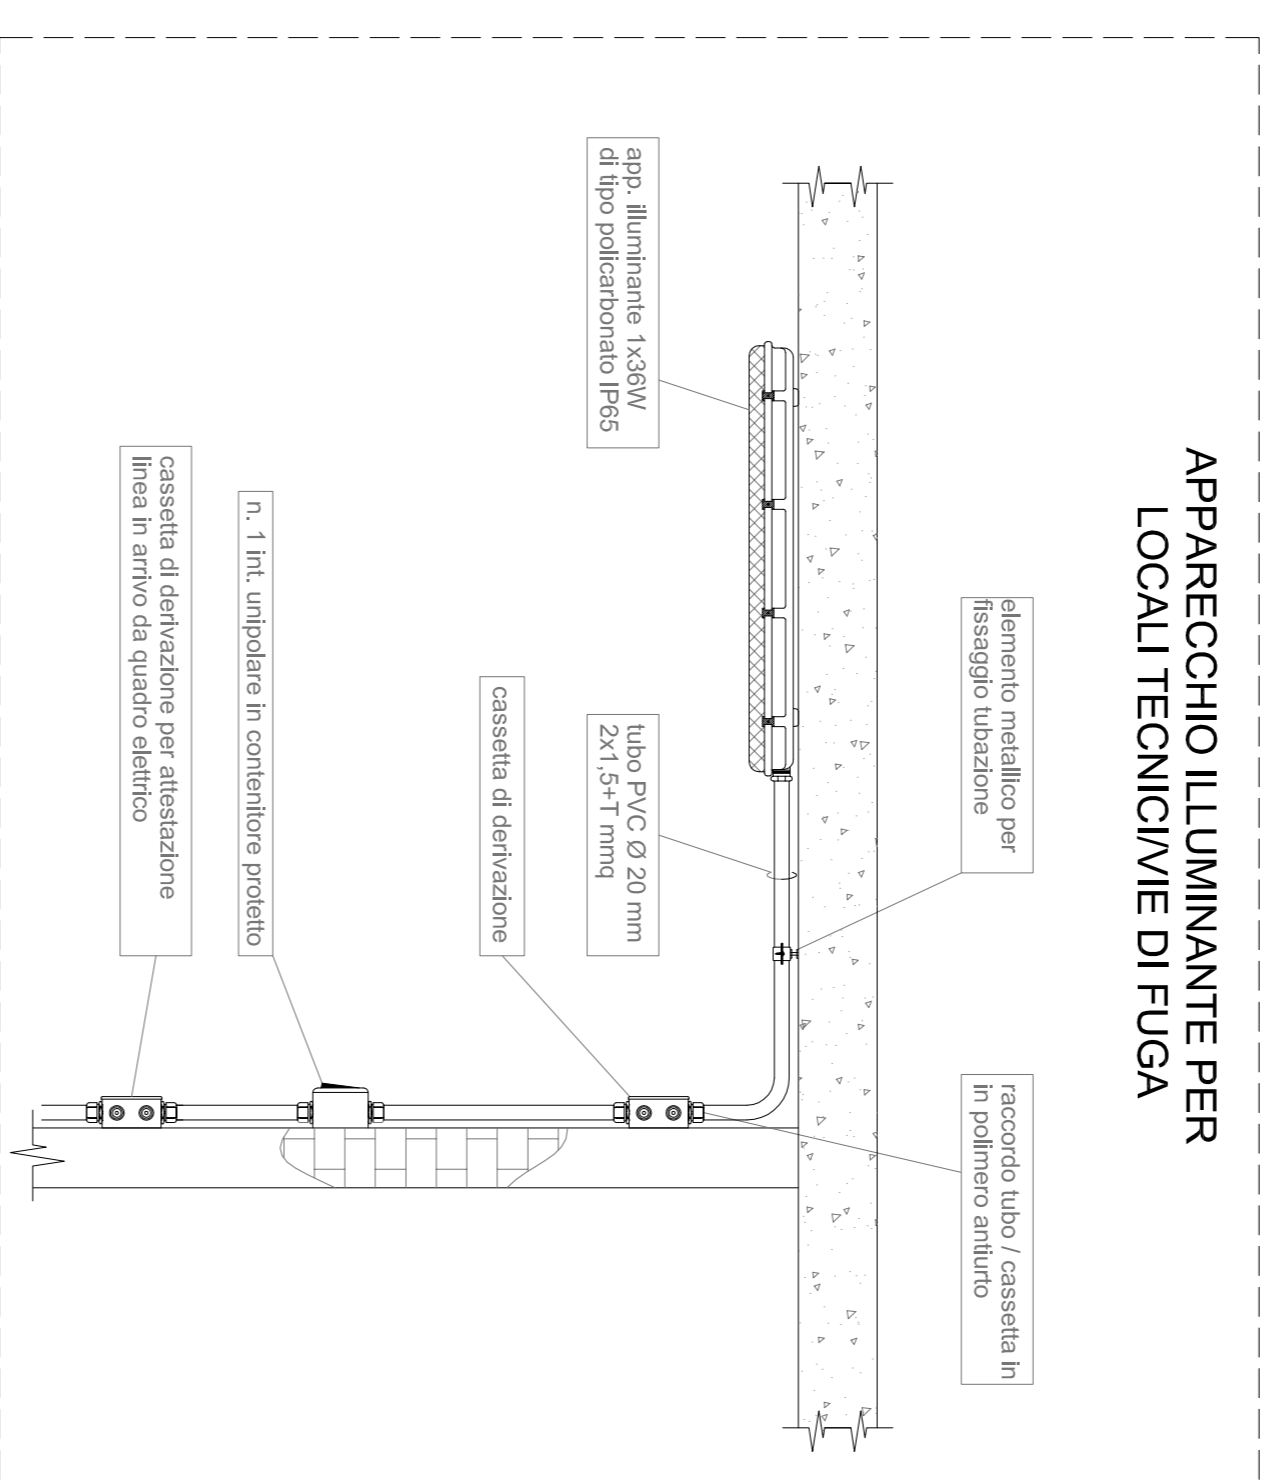 APPARECCHIO ILLUMINANTE PER
LOCALI TECNICI/VIE DI FUGA
elemento metallico per
fissaggio tubazione
raccordo tubo / cassetta in
in polimero antiurto
app. illuminante 1x36W
di tipo policarbonato IP65
tubo PVC Ø 20 mm
2x1,5+T mmq
cassetta di derivazione
n. 1 int. unipolare in contenitore protetto
cassetta di derivazione per attestazione
linea in arrivo da quadro elettrico